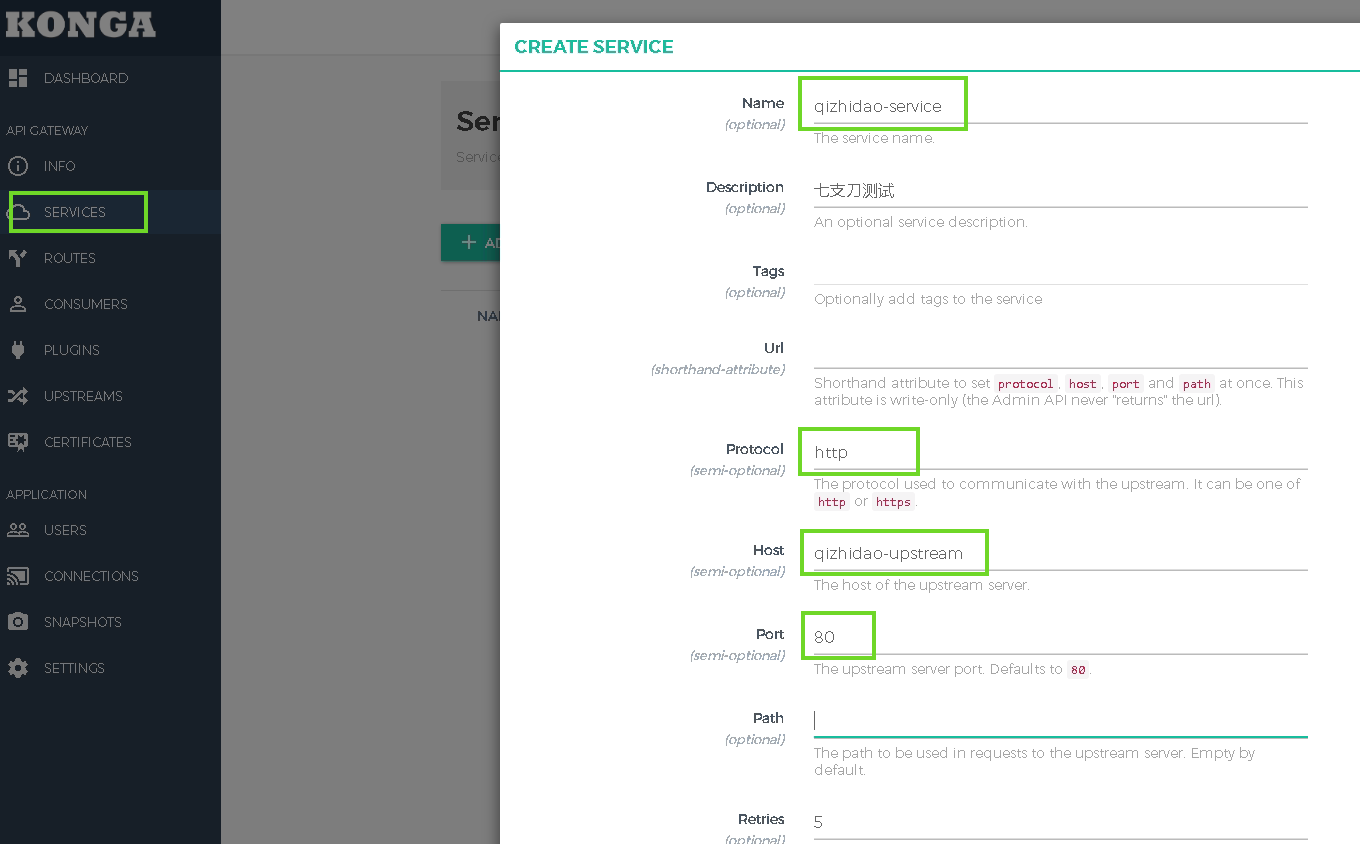 KONGA
DASHBOARD
API GATEWAY
INFO
SERVICES
ROUTES
CONSUMERS
PLUGINS
UPSTREAMS
CERTIFICATES
APPLICATION
USERS
CONNECTIONS
SNAPSHOTS
SETTINGS
CREATE SERVICE
Name
(optional)
qizhidao-service
The service name.
Description
(optional)
七支刀测试
An optional service description.
Tags
(optional)
Optionally add tags to the service
Url
(shorthand-attribute)
Shorthand attribute to set protocol, host, port and path at once. This
attribute is write-only (the Admin API never "returns" the url).
Protocol
(semi-optional)
http
The protocol used to communicate with the upstream. It can be one of
http or https.
Host
(semi-optional)
qizhidao-upstream
The host of the upstream server.
Port
(semi-optional)
80
The upstream server port. Defaults to 80.
Path
(optional)
The path to be used in requests to the upstream server. Empty by
default.
Retries
(optional)
5